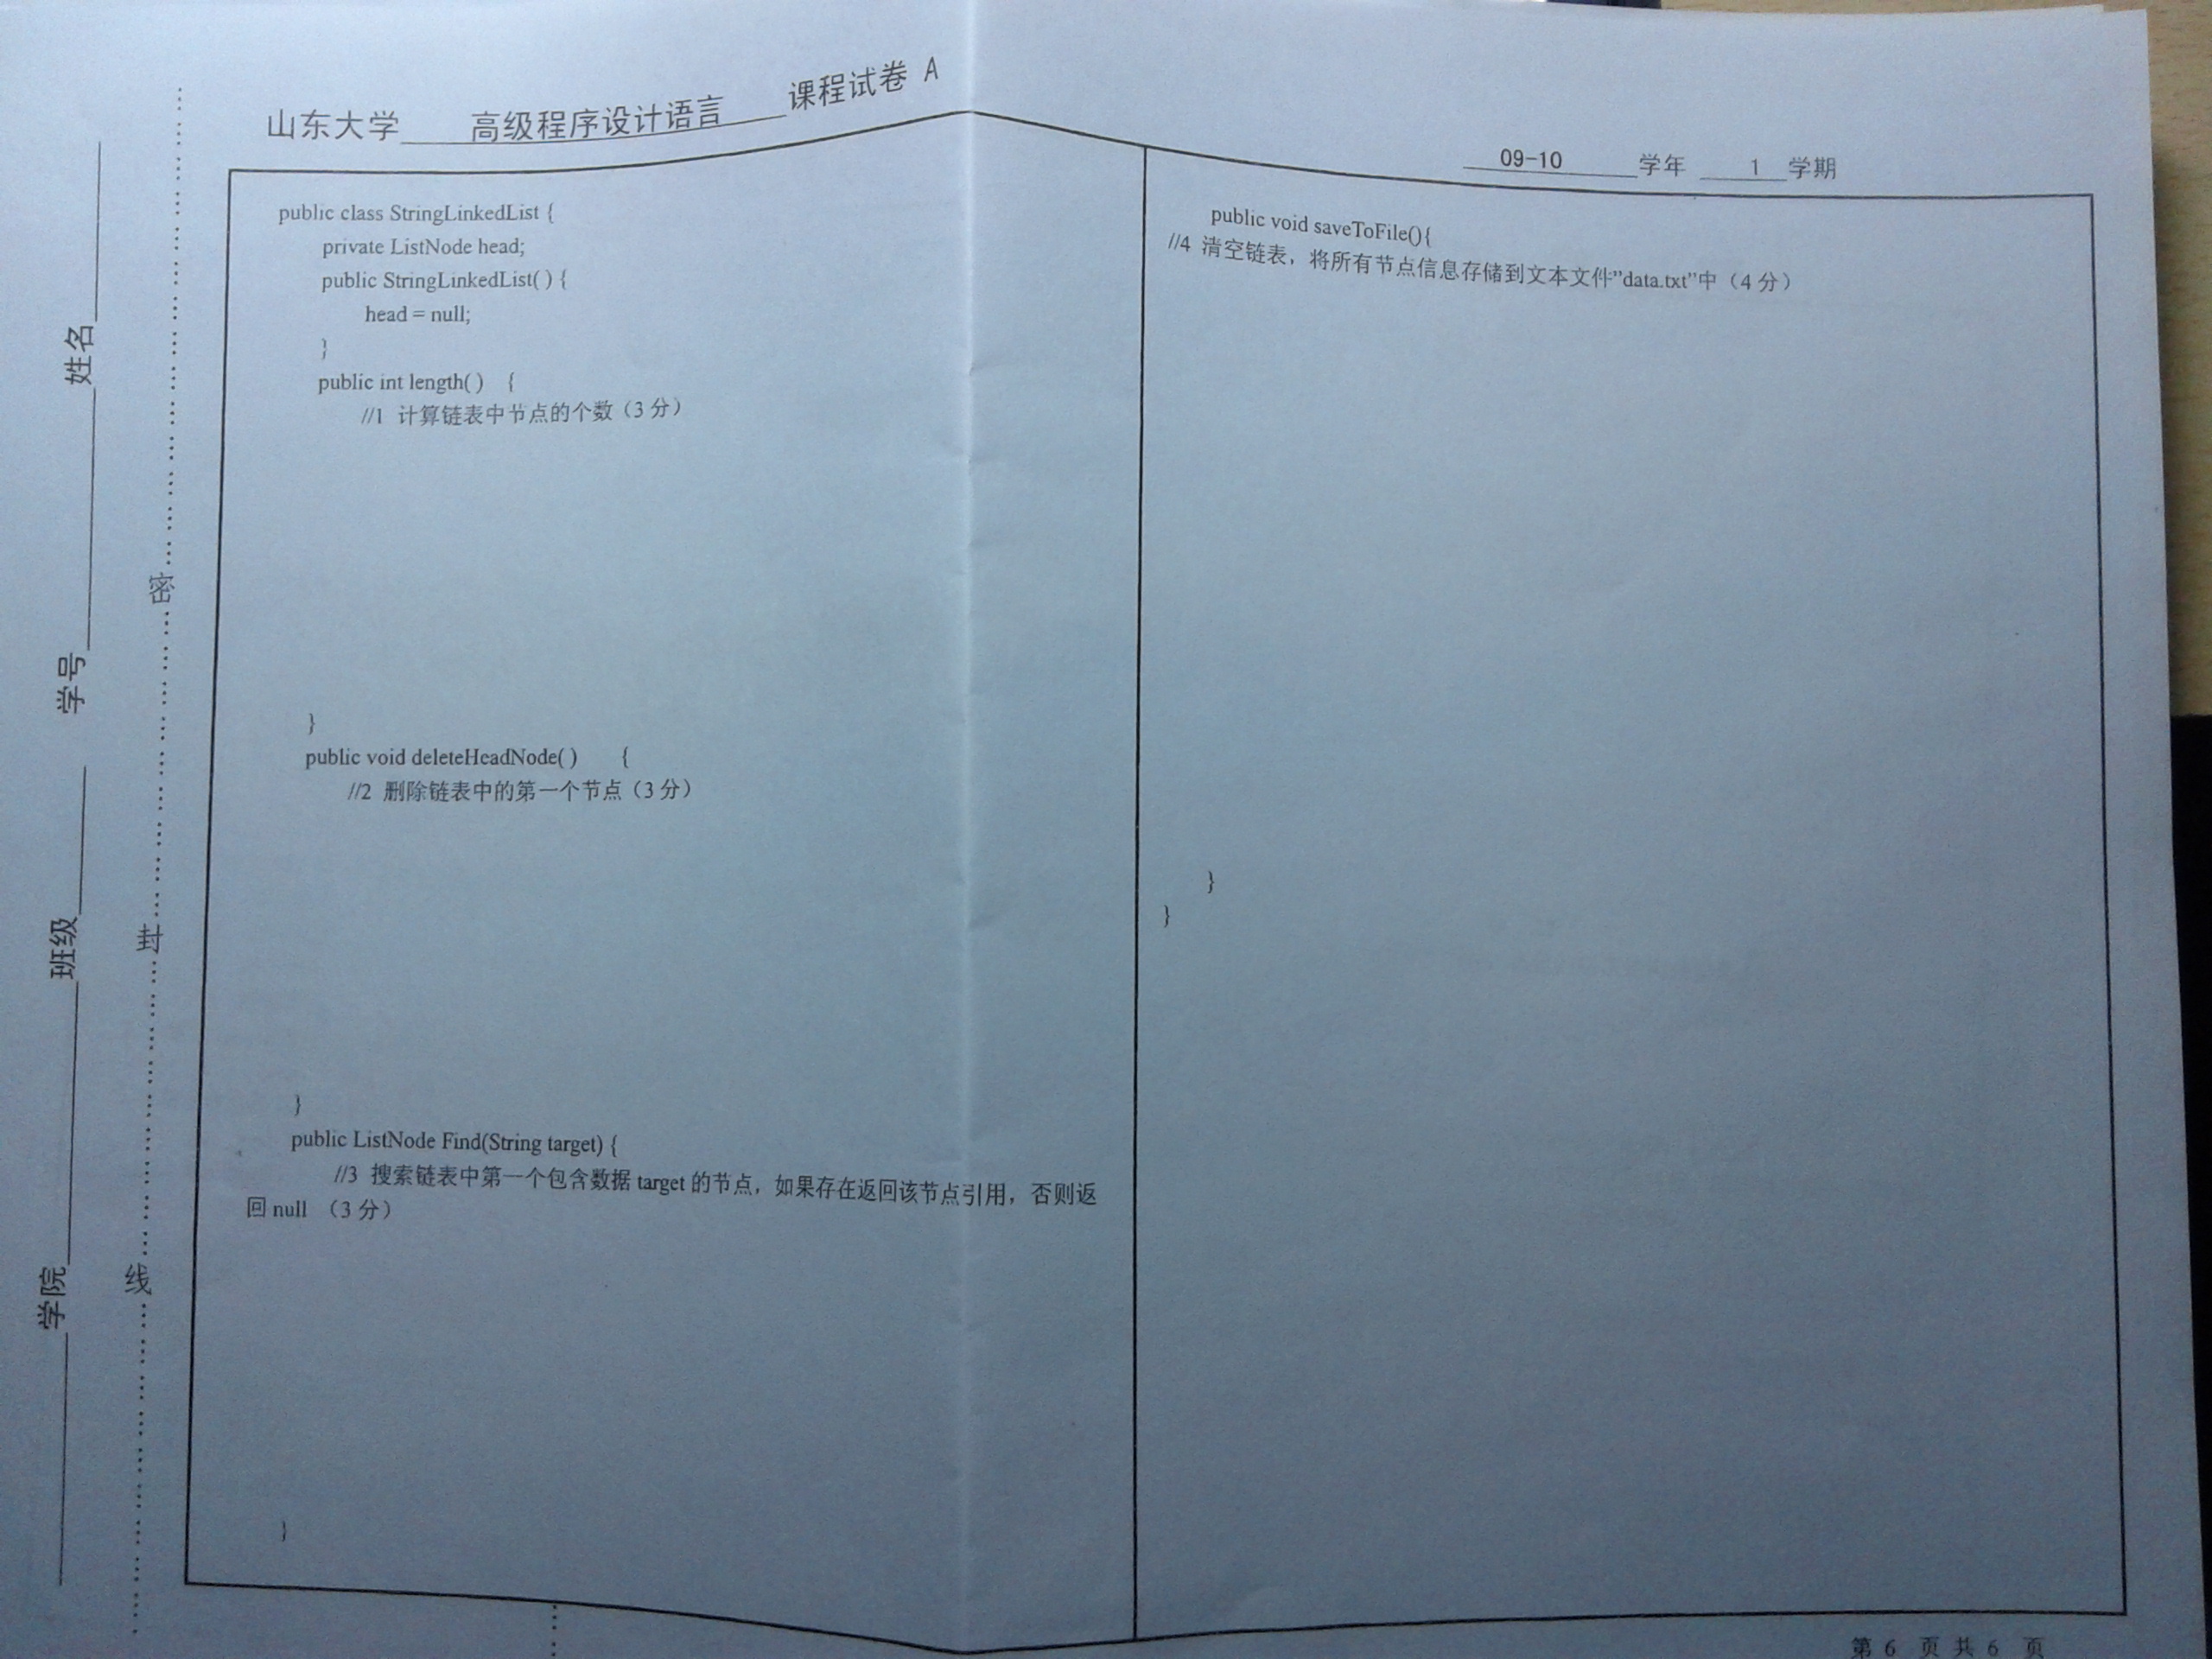 山东大学 高级程序设计语言 课程试卷 A
09-10 学年 1 学期
姓名
学号
班级
学院
密
封
线
public class StringLinkedList {
private ListNode head;
public StringLinkedList( ) {
head = null;
}
public int length( ) {
//1 计算链表中节点的个数（3 分）
}
public void deleteHeadNode( ) {
//2 删除链表中的第一个节点（3 分）
}
public ListNode Find(String target) {
//3 搜索链表中第一个包含数据 target 的节点，如果存在返回该节点引用，否则返
回 null （3 分）
}
public void saveToFile(){
//4 清空链表，将所有节点信息存储到文本文件”data.txt”中（4 分）
}
}
第 6 页 共 6 页